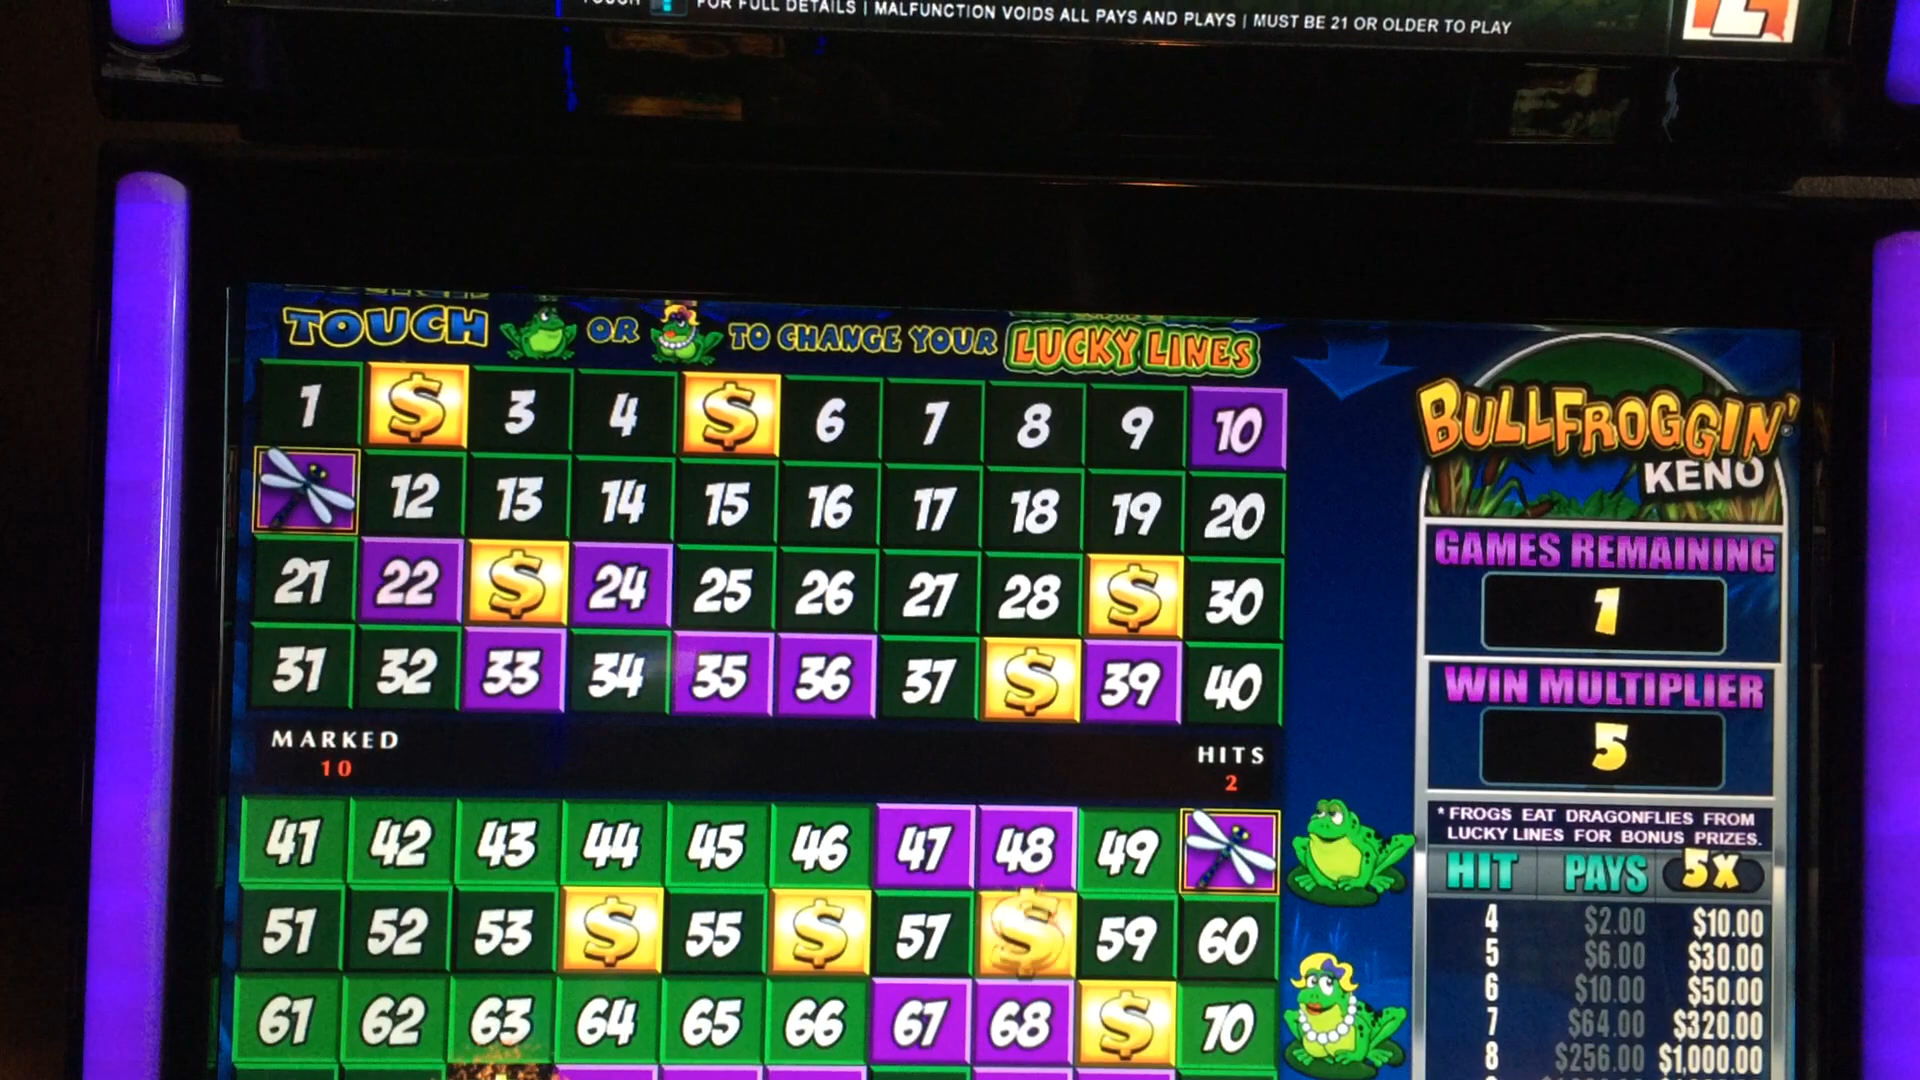 TOUCH FOR FULL DETAILS | MALFUNCTION VOIDS ALL PAYS AND PLAYS | MUST BE 21 OR OLDER TO PLAY
L
TOUCH OR TO CHANGE YOUR LUCKY LINES
1 $ 3 4 $ 6 7 8 9 10
12 13 14 15 16 17 18 19 20
21 22 $ 24 25 26 27 28 $ 30
31 32 33 34 35 36 37 $ 39 40
MARKED HITS
10 2
41 42 43 44 45 46 47 48 49
51 52 53 $ 55 $ 57 $ 59 60
61 62 63 64 65 66 67 68 $ 70
BULLFROGGIN'
KENO
GAMES REMAINING
1
WIN MULTIPLIER
5
* FROGS EAT DRAGONFLIES FROM
LUCKY LINES FOR BONUS PRIZES.
HIT PAYS 5X
4 $2.00 $10.00
5 $6.00 $30.00
6 $10.00 $50.00
7 $64.00 $320.00
8 $256.00 $1,000.00